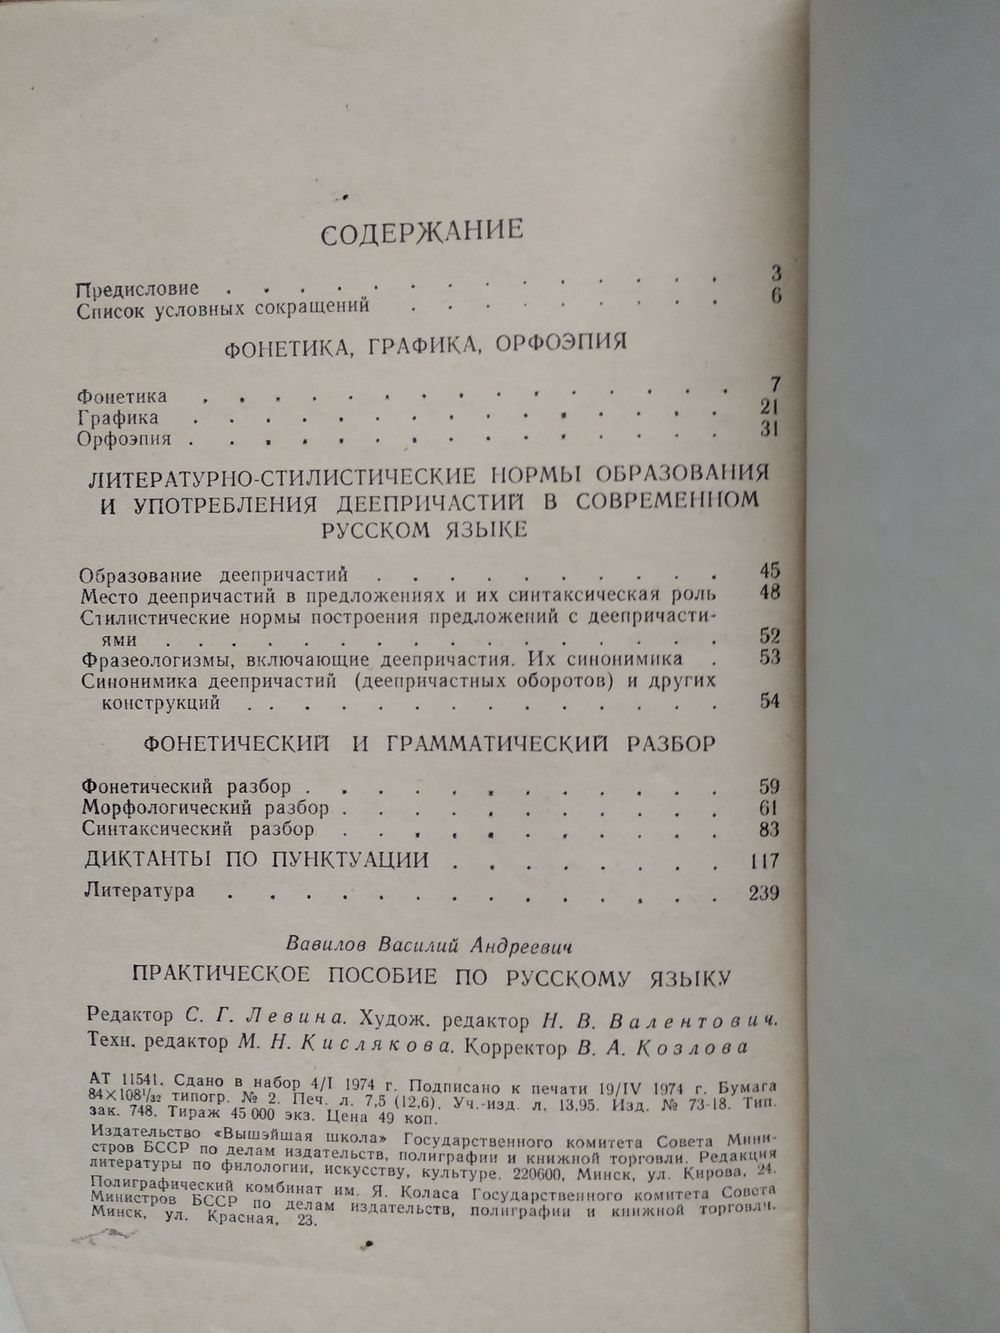 СОДЕРЖАНИЕ
Предисловие . . . . . . . . . . . . . . 3
Список условных сокращений . . . . . . . . . 6
ФОНЕТИКА, ГРАФИКА, ОРФОЭПИЯ
Фонетика . . . . . . . . . . . . . . . 7
Графика . . . . . . . . . . . . . . . 21
Орфоэпия . . . . . . . . . . . . . . . 31
ЛИТЕРАТУРНО-СТИЛИСТИЧЕСКИЕ НОРМЫ ОБРАЗОВАНИЯ
И УПОТРЕБЛЕНИЯ ДЕЕПРИЧАСТИЙ В СОВРЕМЕННОМ
РУССКОМ ЯЗЫКЕ
Образование деепричастий . . . . . . . . . . 45
Место деепричастий в предложениях и их синтаксическая роль 48
Стилистические нормы построения предложений с деепричасти-
ями . . . . . . . . . . . . . . . . 52
Фразеологизмы, включающие деепричастия. Их синонимика . 53
Синонимика деепричастий (деепричастных оборотов) и других
конструкций . . . . . . . . . . . . . . 54
ФОНЕТИЧЕСКИЙ И ГРАММАТИЧЕСКИЙ РАЗБОР
Фонетический разбор . . . . . . . . . . . . 59
Морфологический разбор . . . . . . . . . . . 61
Синтаксический разбор . . . . . . . . . . . 83
ДИКТАНТЫ ПО ПУНКТУАЦИИ . . . . . . . . 117
Литература . . . . . . . . . . . . . . 239
Вавилов Василий Андреевич
ПРАКТИЧЕСКОЕ ПОСОБИЕ ПО РУССКОМУ ЯЗЫКУ
Редактор С. Г. Левина. Худож. редактор Н. В. Валентович.
Техн. редактор М. Н. Кислякова. Корректор В. А. Козлова
АТ 11541. Сдано в набор 4/I 1974 г. Подписано к печати 19/IV 1974 г. Бумага
84×108¹/₃₂ типогр. № 2. Печ. л. 7,5 (12,6). Уч.-изд. л. 13,95. Изд. № 73-18. Тип.
зак. 748. Тираж 45 000 экз. Цена 49 коп.
Издательство «Вышэйшая школа» Государственного комитета Совета Мини-
стров БССР по делам издательств, полиграфии и книжной торговли. Редакция
литературы по филологии, искусству, культуре. 220600, Минск, ул. Кирова, 24.
Полиграфический комбинат им. Я. Коласа Государственного комитета Совета
Министров БССР по делам издательств, полиграфии и книжной торговли.
Минск, ул. Красная, 23.